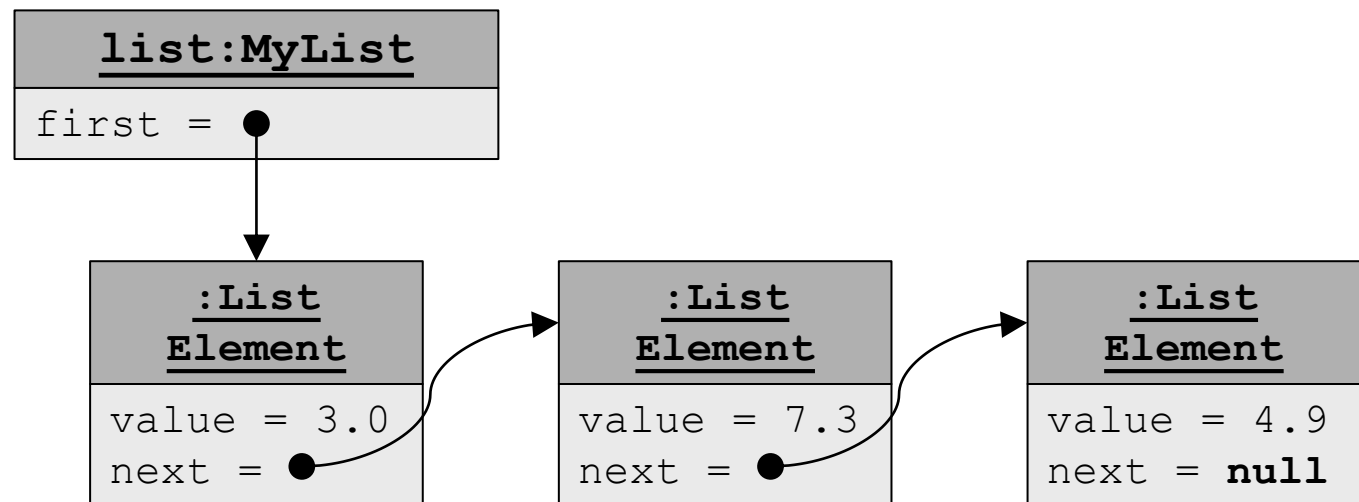 list:MyList
first =
:List
Element
value = 3.0
next =
:List
Element
value = 7.3
next =
:List
Element
value = 4.9
next = null